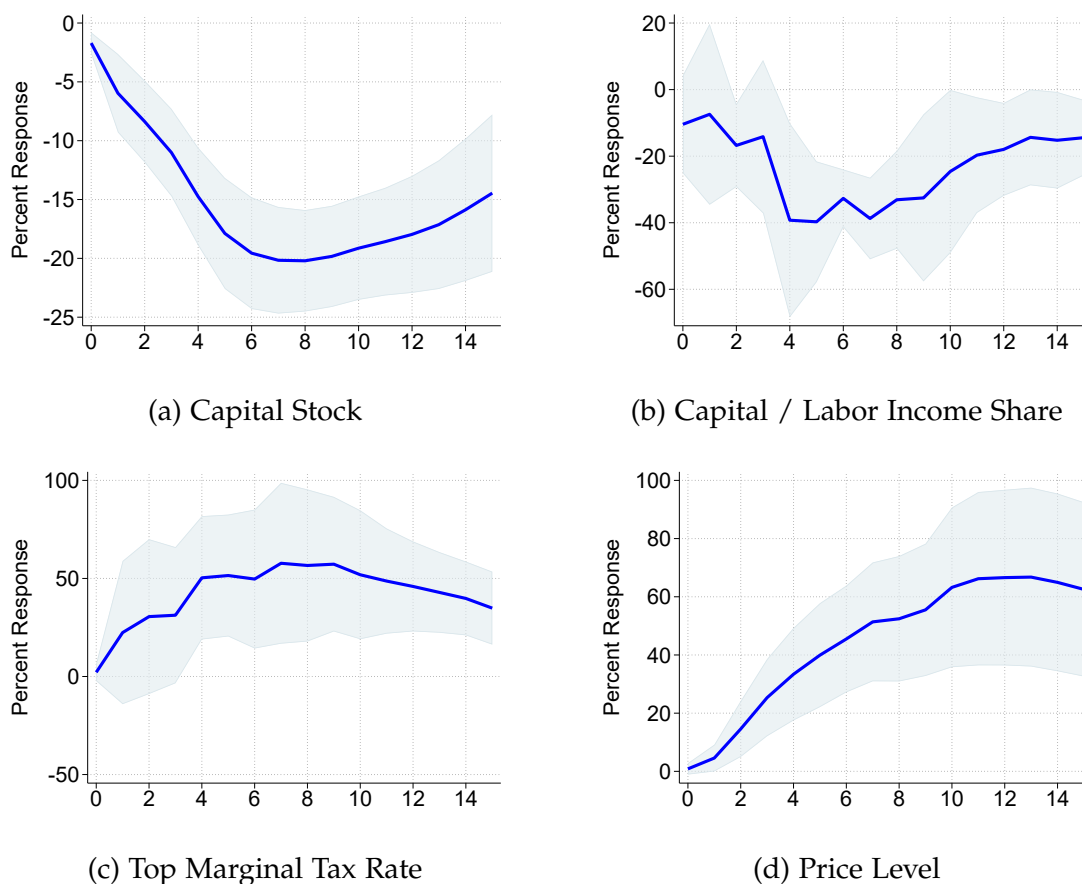 Percent Response
0
-5
-10
-15
-20
-25
0 2 4 6 8 10 12 14
(a) Capital Stock
Percent Response
20
0
-20
-40
-60
0 2 4 6 8 10 12 14
(b) Capital / Labor Income Share
Percent Response
100
50
0
-50
0 2 4 6 8 10 12 14
(c) Top Marginal Tax Rate
Percent Response
100
80
60
40
20
0
0 2 4 6 8 10 12 14
(d) Price Level